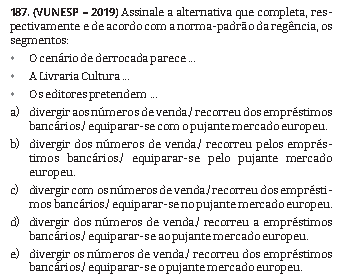 187. (VUNESP – 2019) Assinale a alternativa que completa, res-
pectivamente e de acordo com a norma-padrão da regência, os
segmentos:
• O cenário de derrocada parece ...
• A Livraria Cultura ...
• Os editores pretendem ...
a) divergir aos números de venda/ recorreu dos empréstimos
bancários/ equiparar-se com o pujante mercado europeu.
b) divergir dos números de venda/ recorreu pelos emprés-
timos bancários/ equiparar-se pelo pujante mercado
europeu.
c) divergir com os números de venda/ recorreu dos emprésti-
mos bancários/ equiparar-se no pujante mercado europeu.
d) divergir dos números de venda/ recorreu a empréstimos
bancários/ equiparar-se ao pujante mercado europeu.
e) divergir os números de venda/ recorreu dos empréstimos
bancários/ equiparar-se o pujante mercado europeu.